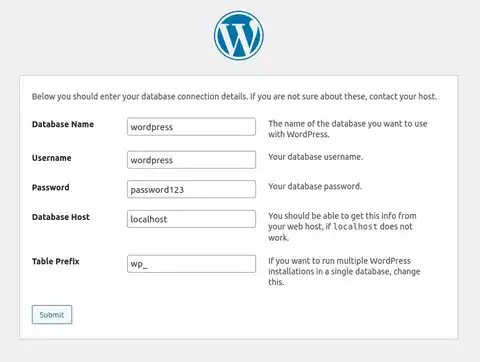 W
Below you should enter your database connection details. If you are not sure about these, contact your host.
Database Name wordpress The name of the database you want to use
with WordPress.
Username wordpress Your database username.
Password password123 Your database password.
Database Host localhost You should be able to get this info from
your web host, if localhost does not
work.
Table Prefix wp_ If you want to run multiple WordPress
installations in a single database, change
this.
Submit